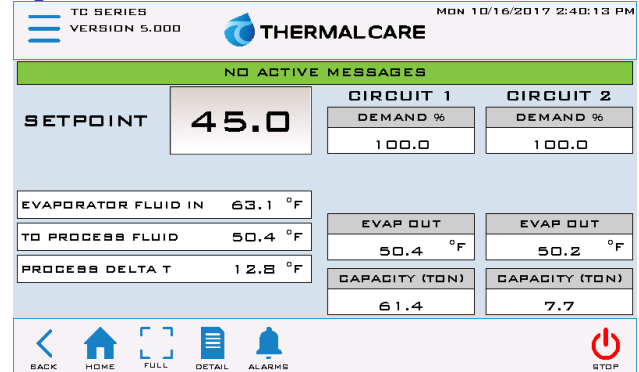 TC SERIES
VERSION 5.000
THERMALCARE
MON 10/16/2017 2:40:13 PM
NO ACTIVE MESSAGES
SETPOINT 45.0
CIRCUIT 1 CIRCUIT 2
DEMAND % DEMAND %
100.0 100.0
EVAPORATOR FLUID IN 63.1 °F
TO PROCESS FLUID 50.4 °F
PROCESS DELTA T 12.8 °F
EVAP OUT EVAP OUT
50.4 °F 50.2 °F
CAPACITY (TON) CAPACITY (TON)
61.4 7.7
BACK HOME FULL DETAIL ALARMS STOP